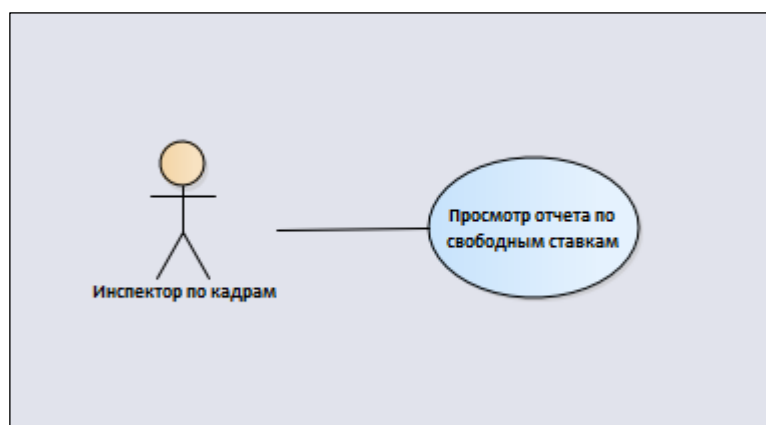 Просмотр отчета по
свободным ставкам
Инспектор по кадрам